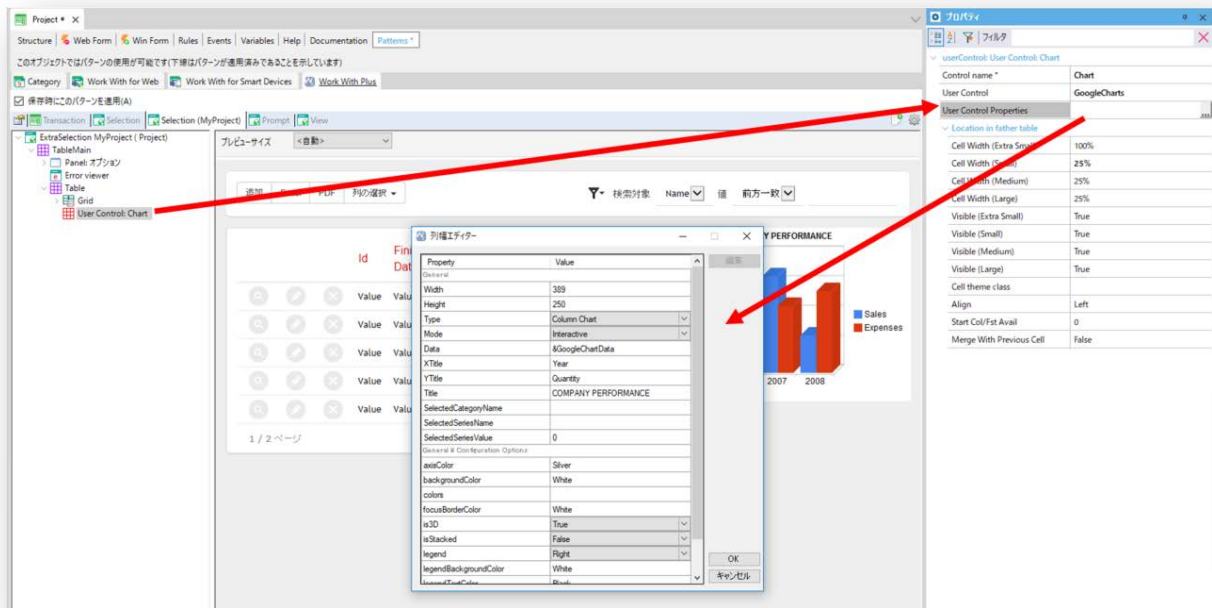 Project *
Structure Web Form Win Form Rules Events Variables Help Documentation Patterns *
このオブジェクトではパターンの使用が可能です(下線はパターンが適用済みであることを示しています)
Category Work With for Web Work With for Smart Devices Work With Plus
保存時にこのパターンを適用(A)
Transaction Selection Selection (MyProject) Prompt View
ExtraSelection MyProject ( Project)
TableMain
Panel: オプション
Error viewer
Table
Grid
User Control: Chart
プレビューサイズ <自動>
追加 PDF 列の選択
検索対象 Name 値 前方一致
Id
Value
Value
Value
Value
Value
1 / 2 ページ
列幅エディター
Property Value
General
Width 389
Height 250
Type Column Chart
Mode Interactive
Data &GoogleChartData
XTitle Year
YTitle Quantity
Title COMPANY PERFORMANCE
SelectedCategoryName
SelectedSeriesName
SelectedSeriesValue 0
General & Configuration Options
axisColor Silver
backgroundColor White
colors
focusBorderColor White
is3D True
isStacked False
legend Right
legendBackgroundColor White
編集
OK
キャンセル
Y PERFORMANCE
Sales
Expenses
2007 2008
プロパティ
フィルタ
userControl: User Control: Chart
Control name * Chart
User Control GoogleCharts
User Control Properties
Location in father table
Cell Width (Extra Small) 100%
Cell Width (Small) 25%
Cell Width (Medium) 25%
Cell Width (Large) 25%
Visible (Extra Small) True
Visible (Small) True
Visible (Medium) True
Visible (Large) True
Cell theme class
Align Left
Start Col/Fst Avail 0
Merge With Previous Cell False